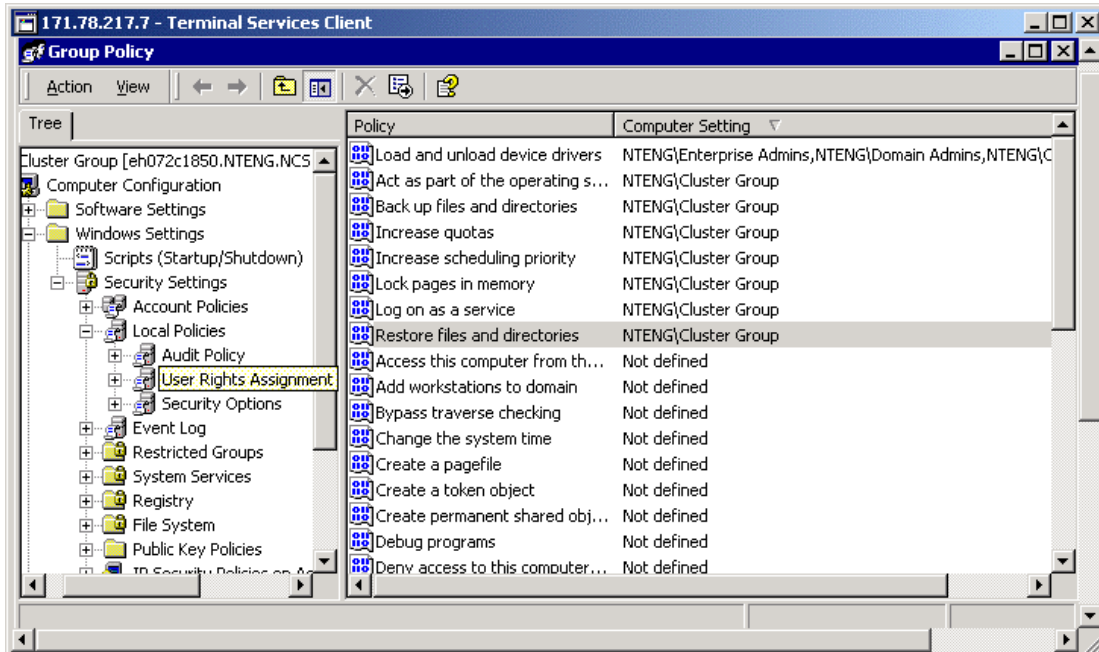 171.78.217.7 - Terminal Services Client
Group Policy
Action View
Tree
Cluster Group [eh072c1850.NTENG.NCS
Computer Configuration
Software Settings
Windows Settings
Scripts (Startup/Shutdown)
Security Settings
Account Policies
Local Policies
Audit Policy
User Rights Assignment
Security Options
Event Log
Restricted Groups
System Services
Registry
File System
Public Key Policies
IP Security Policies on
Policy Computer Setting
Load and unload device drivers NTENG\Enterprise Admins,NTENG\Domain Admins,NTENG\C
Act as part of the operating s... NTENG\Cluster Group
Back up files and directories NTENG\Cluster Group
Increase quotas NTENG\Cluster Group
Increase scheduling priority NTENG\Cluster Group
Lock pages in memory NTENG\Cluster Group
Log on as a service NTENG\Cluster Group
Restore files and directories NTENG\Cluster Group
Access this computer from th... Not defined
Add workstations to domain Not defined
Bypass traverse checking Not defined
Change the system time Not defined
Create a pagefile Not defined
Create a token object Not defined
Create permanent shared obj... Not defined
Debug programs Not defined
Deny access to this computer... Not defined